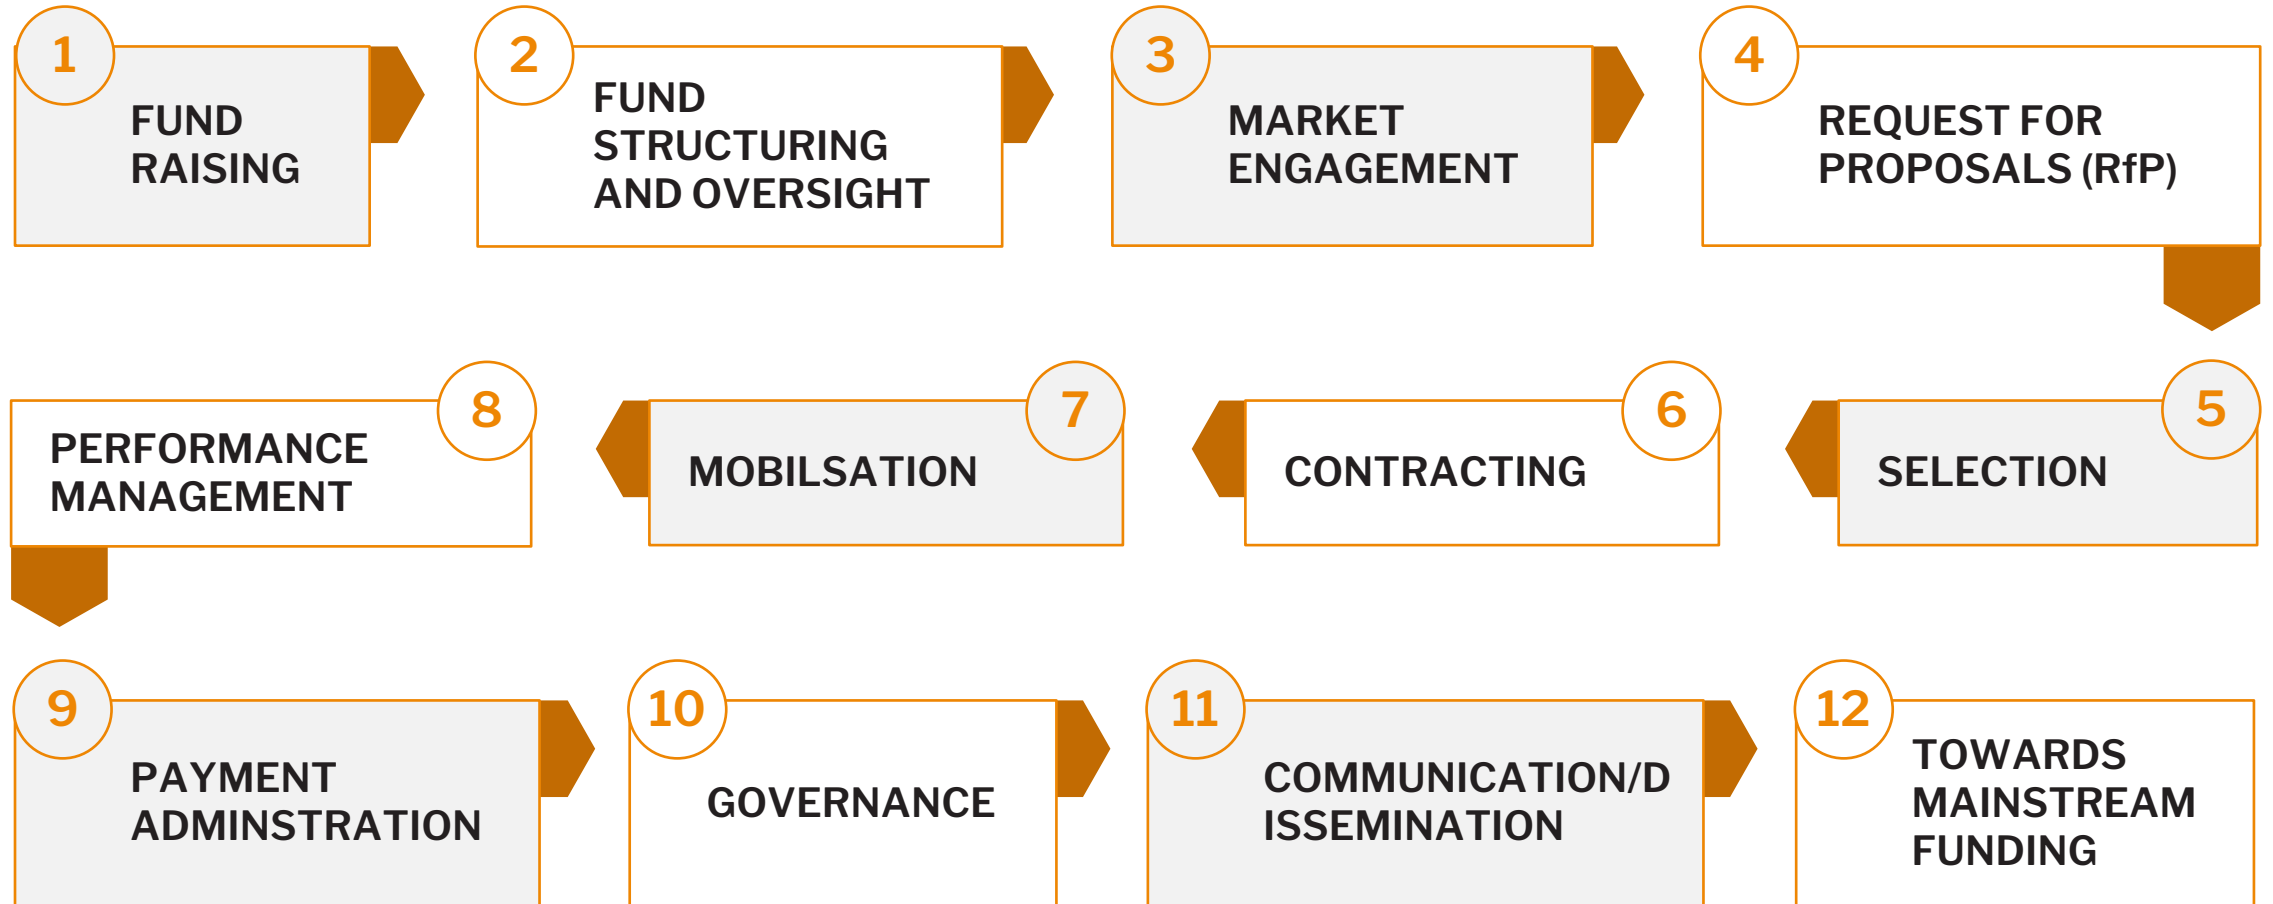 1
FUND
RAISING
2
FUND
STRUCTURING
AND OVERSIGHT
3
MARKET
ENGAGEMENT
4
REQUEST FOR
PROPOSALS (RfP)
5
SELECTION
6
CONTRACTING
7
MOBILSATION
8
PERFORMANCE
MANAGEMENT
9
PAYMENT
ADMINSTRATION
10
GOVERNANCE
11
COMMUNICATION/D
ISSEMINATION
12
TOWARDS
MAINSTREAM
FUNDING